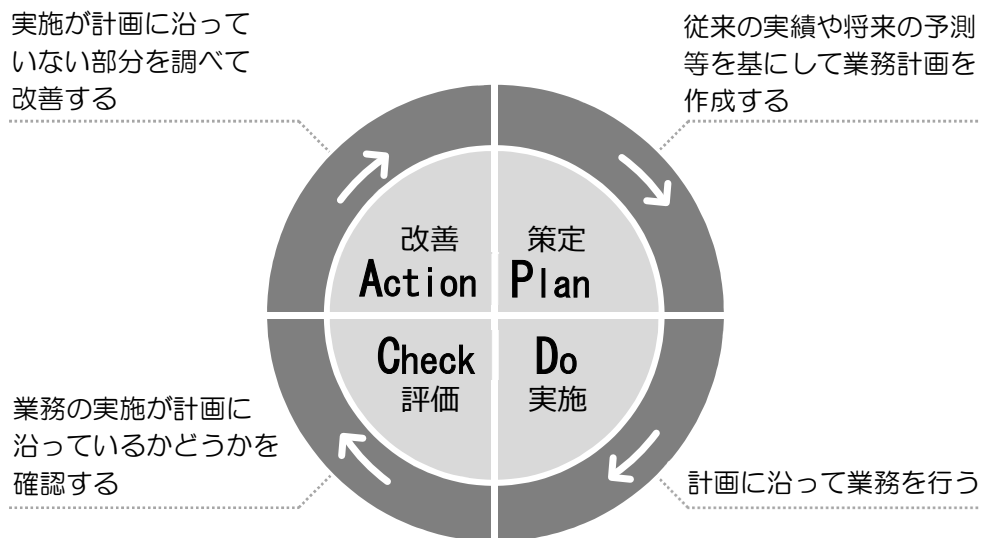 実施が計画に沿って
いない部分を調べて
改善する
従来の実績や将来の予測
等を基にして業務計画を
作成する
改善
Action
策定
Plan
Check
評価
Do
実施
業務の実施が計画に
沿っているかどうかを
確認する
計画に沿って業務を行う